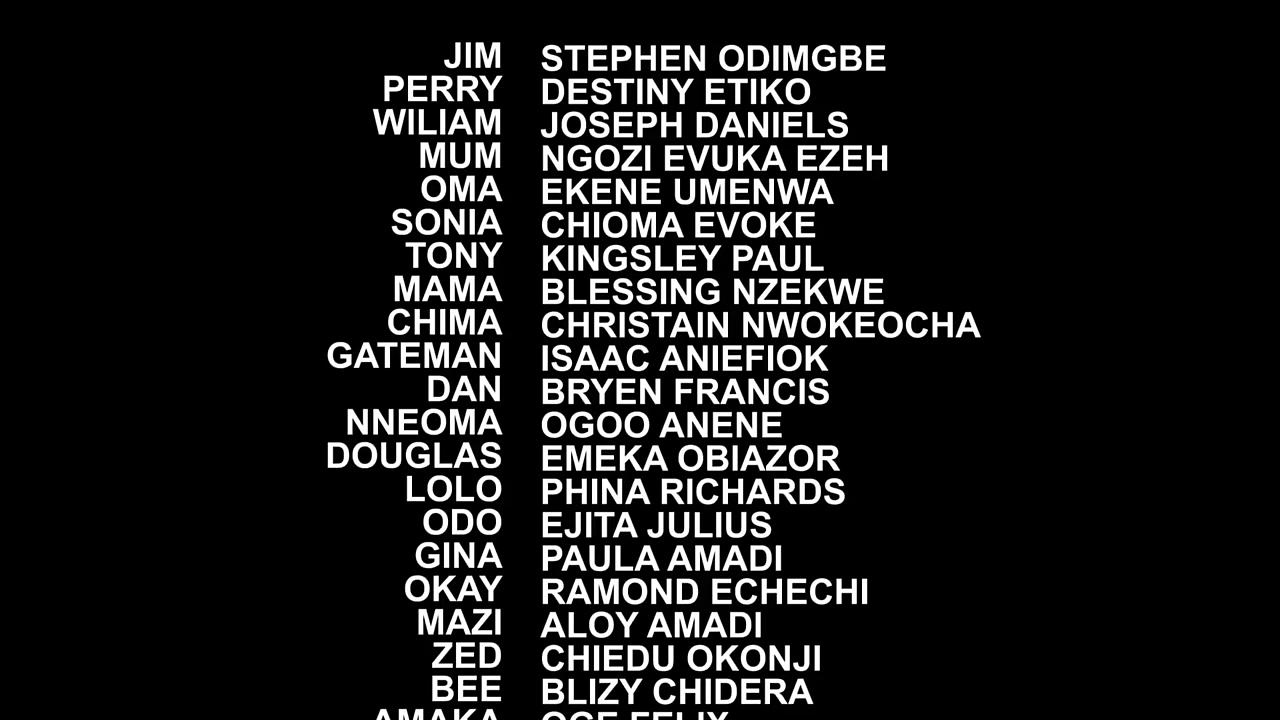 JIM STEPHEN ODIMGBE
PERRY DESTINY ETIKO
WILIAM JOSEPH DANIELS
MUM NGOZI EVUKA EZEH
OMA EKENE UMENWA
SONIA CHIOMA EVOKE
TONY KINGSLEY PAUL
MAMA BLESSING NZEKWE
CHIMA CHRISTAIN NWOKEOCHA
GATEMAN ISAAC ANIEFIOK
DAN BRYEN FRANCIS
NNEOMA OGOO ANENE
DOUGLAS EMEKA OBIAZOR
LOLO PHINA RICHARDS
ODO EJITA JULIUS
GINA PAULA AMADI
OKAY RAMOND ECHECHI
MAZI ALOY AMADI
ZED CHIEDU OKONJI
BEE BLIZY CHIDERA
AMAKA OGE FELIX